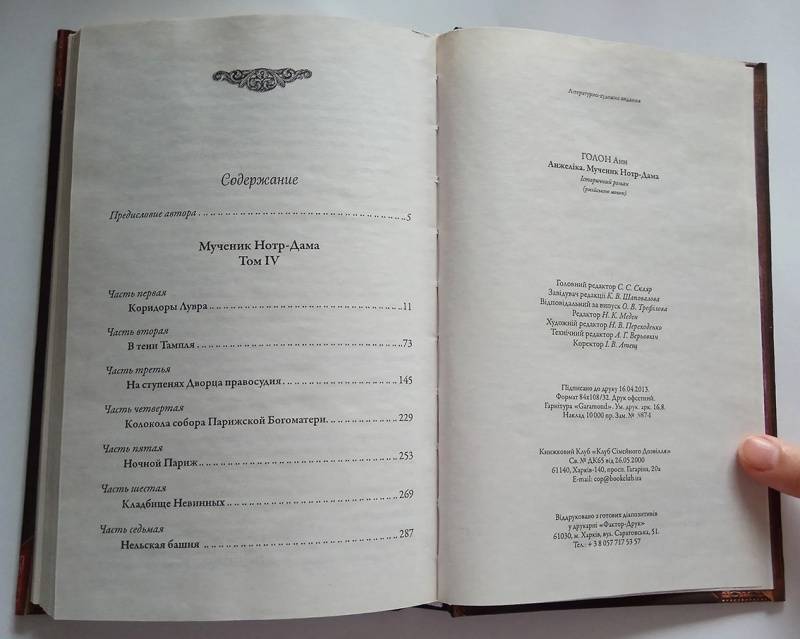 Содержание
Предисловие автора 5
Мученик Нотр-Дама
Том IV
Часть первая
Коридоры Лувра 11
Часть вторая
В тени Тампля 73
Часть третья
На ступенях Дворца правосудия 145
Часть четвертая
Колокола собора Парижской Богоматери. 229
Часть пятая
Ночной Париж 253
Часть шестая
Кладбище Невинных 269
Часть седьмая
Нельская башня 287
Літературно-художнє видання
ГОЛОН Анн
Анжеліка. Мученик Нотр-Дама
Історичний роман
(російською мовою)
Головний редактор С. С. Скляр
Завідувач редакції К. В. Шаповалова
Відповідальний за випуск О. В. Трефілова
Редактор Н. К. Меден
Художній редактор Н. В. Переходенко
Технічний редактор А. Г. Верьовкін
Коректор І. В.
Підписано до друку 16.04.2013.
Формат 84х108/32. Друк офсетний.
Гарнітура «Garamond». Ум. друк. арк. 16,8.
Наклад 10 000 пр. Зам. № 3874
Книжковий Клуб «Клуб Сімейного Дозвілля»
Св. № ДК65 від 26.05.2000
61140, Харків-140, просп. Гагаріна, 20а
E-mail: cop@bookclub.ua
Віддруковано з готових діапозитивів
у друкарні «Фактор-Друк»
61030, м. Харків, вул. Саратовська, 51.
Тел.: + 3 8 057 717 53 57